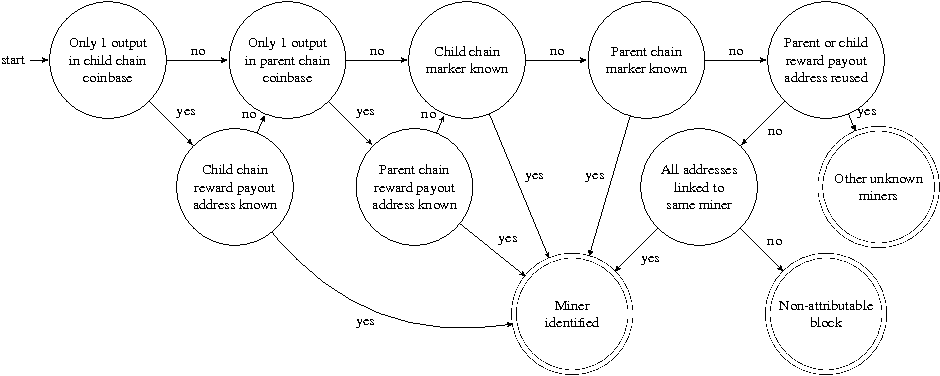 start
Only 1 output
in child chain
coinbase
no
Only 1 output
in parent chain
coinbase
no
Child chain
marker known
no
Parent chain
marker known
no
Parent or child
reward payout
address reused
yes
no
yes
no
yes
no
Child chain
reward payout
address known
Parent chain
reward payout
address known
yes
yes
All addresses
linked to
same miner
Other unknown
miners
yes
yes
no
yes
Miner
identified
Non-attributable
block